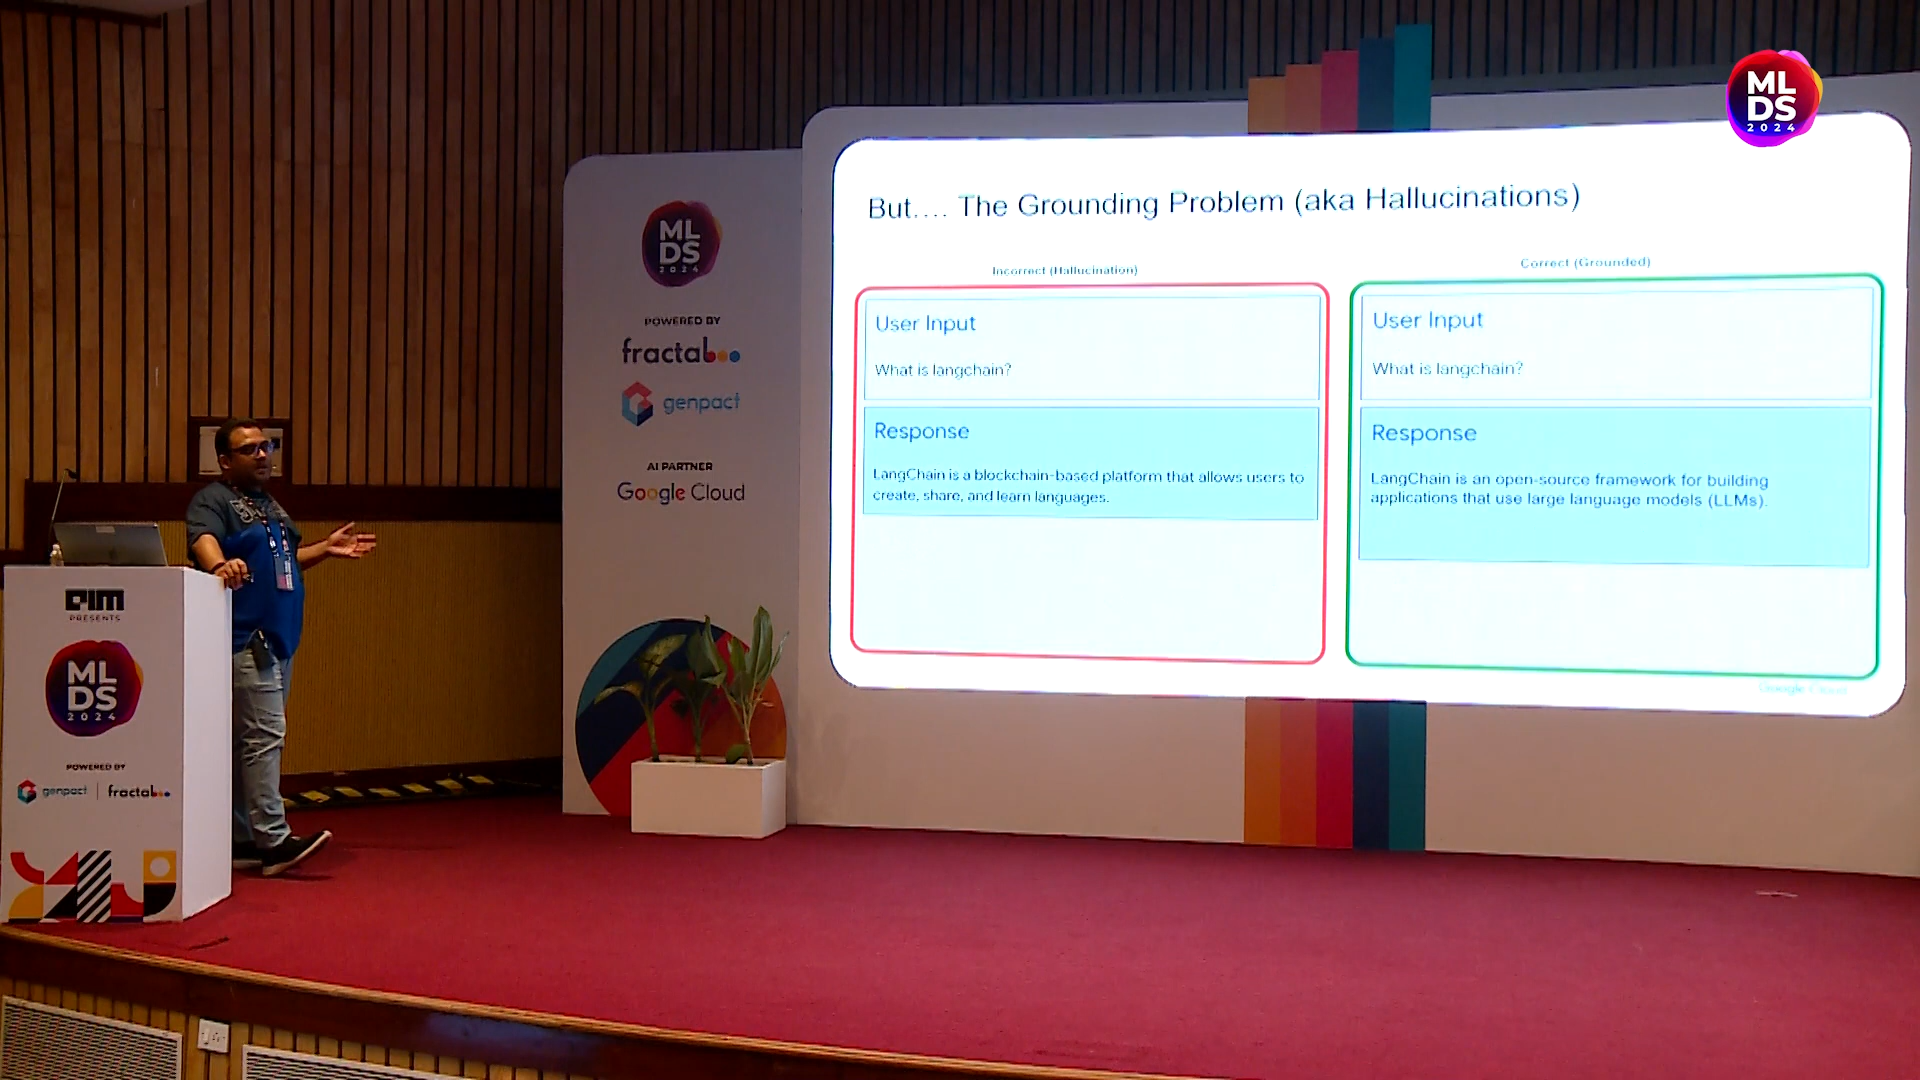 ML
DS
2024
But.... The Grounding Problem (aka Hallucinations)
Incorrect (Hallucination)
User Input
What is langchain?
Response
LangChain is a blockchain-based platform that allows users to
create, share, and learn languages.
Correct (Grounded)
User Input
What is langchain?
Response
LangChain is an open-source framework for building
applications that use large language models (LLMs).
Google Cloud
ML
DS
2024
POWERED BY
fractal
genpact
AI PARTNER
Google Cloud
AIM
PRESENTS
ML
DS
2024
POWERED BY
genpact | fractal